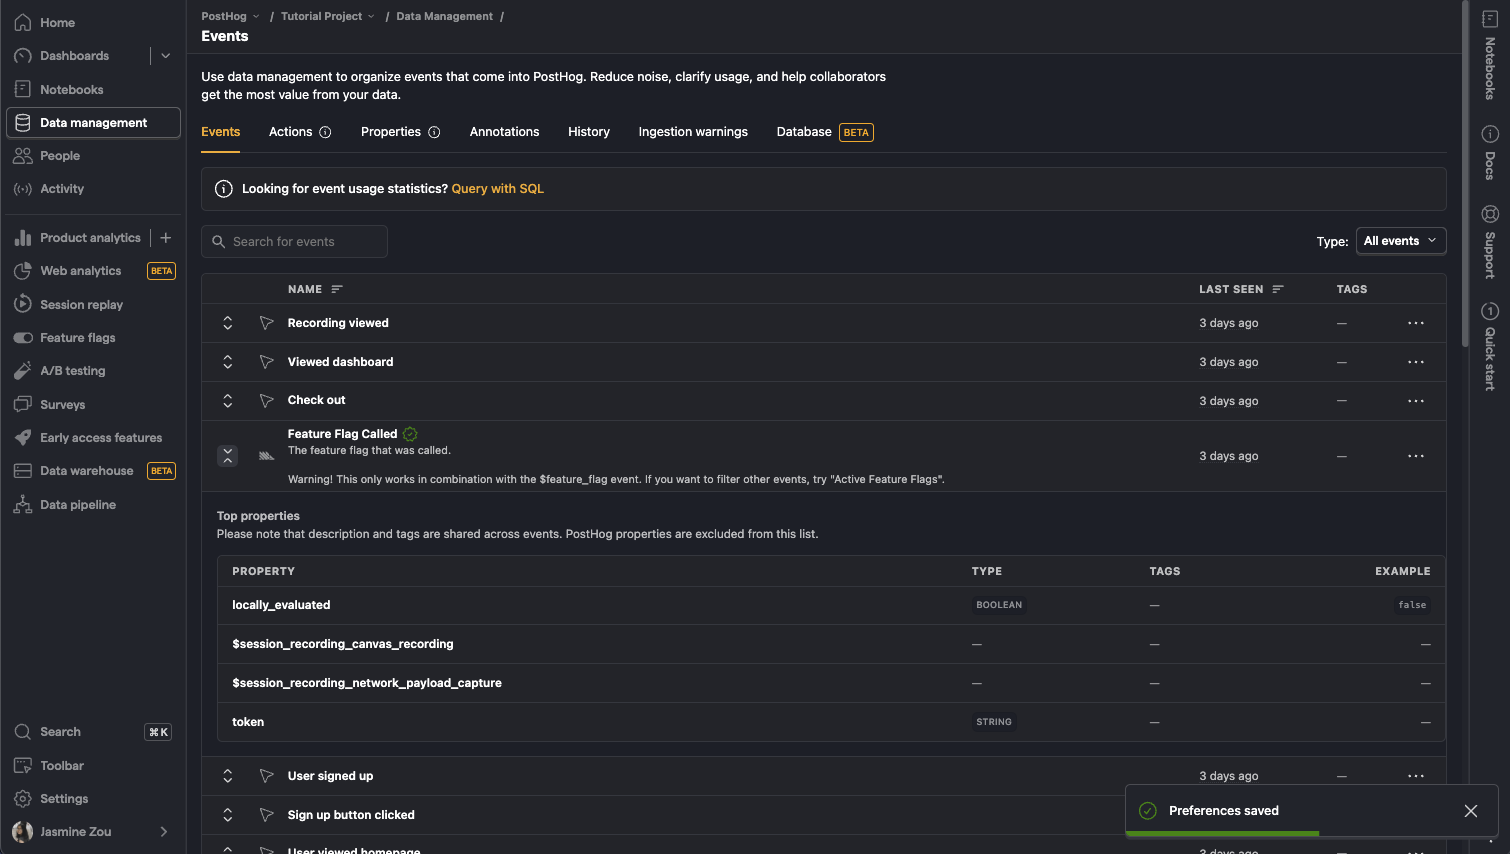 Home
Dashboards
Notebooks
Data management
People
Activity
Product analytics
Web analytics BETA
Session replay
Feature flags
A/B testing
Surveys
Early access features
Data warehouse BETA
Data pipeline
Search ⌘K
Toolbar
Settings
Jasmine Zou
PostHog / Tutorial Project / Data Management /
Events
Use data management to organize events that come into PostHog. Reduce noise, clarify usage, and help collaborators
get the most value from your data.
Events Actions Properties Annotations History Ingestion warnings Database BETA
Looking for event usage statistics? Query with SQL
Search for events
Type: All events
NAME LAST SEEN TAGS
Recording viewed 3 days ago —
Viewed dashboard 3 days ago —
Check out 3 days ago —
Feature Flag Called
The feature flag that was called.
3 days ago —
Warning! This only works in combination with the $feature_flag event. If you want to filter other events, try "Active Feature Flags".
Top properties
Please note that description and tags are shared across events. PostHog properties are excluded from this list.
PROPERTY TYPE TAGS EXAMPLE
locally_evaluated BOOLEAN — false
$session_recording_canvas_recording — — —
$session_recording_network_payload_capture — — —
token STRING — —
User signed up 3 days ago —
Sign up button clicked
User viewed homepage 3 days ago
Preferences saved
Notebooks
Docs
Support
1
Quick start